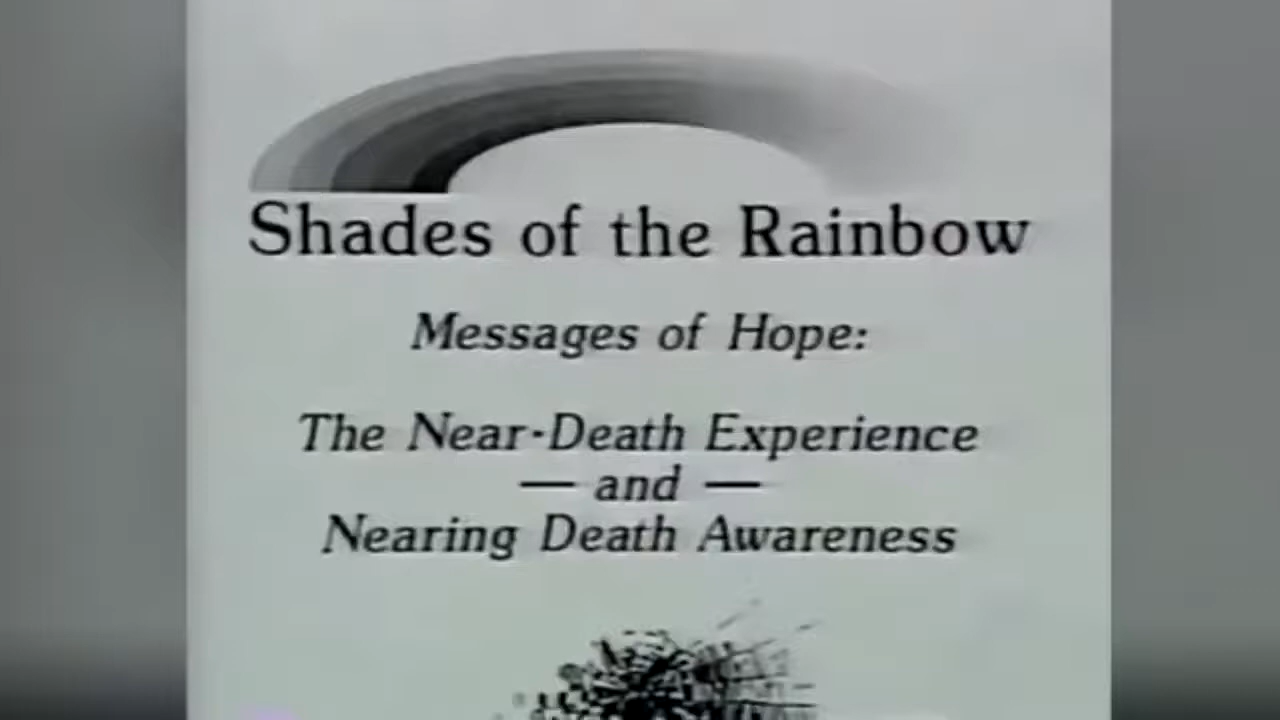 Shades of the Rainbow
Messages of Hope:
The Near-Death Experience
— and —
Nearing Death Awareness